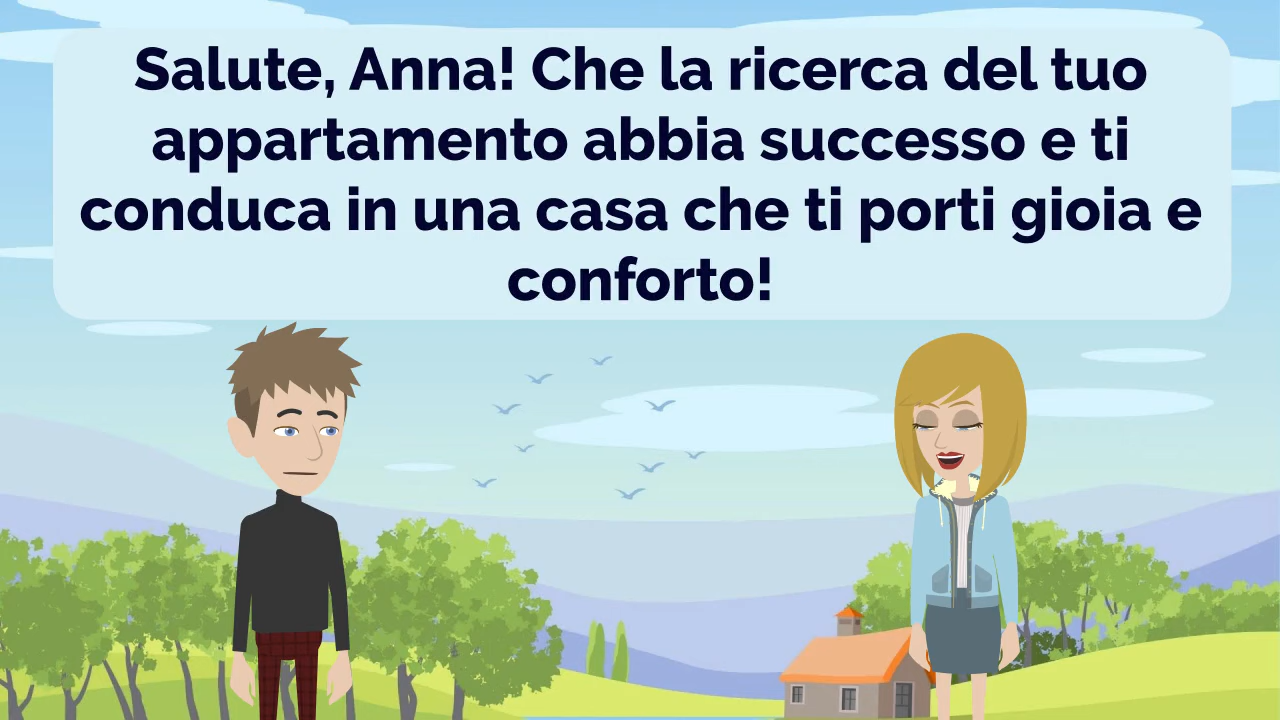 Salute, Anna! Che la ricerca del tuo
appartamento abbia successo e ti
conduca in una casa che ti porti gioia e
conforto!